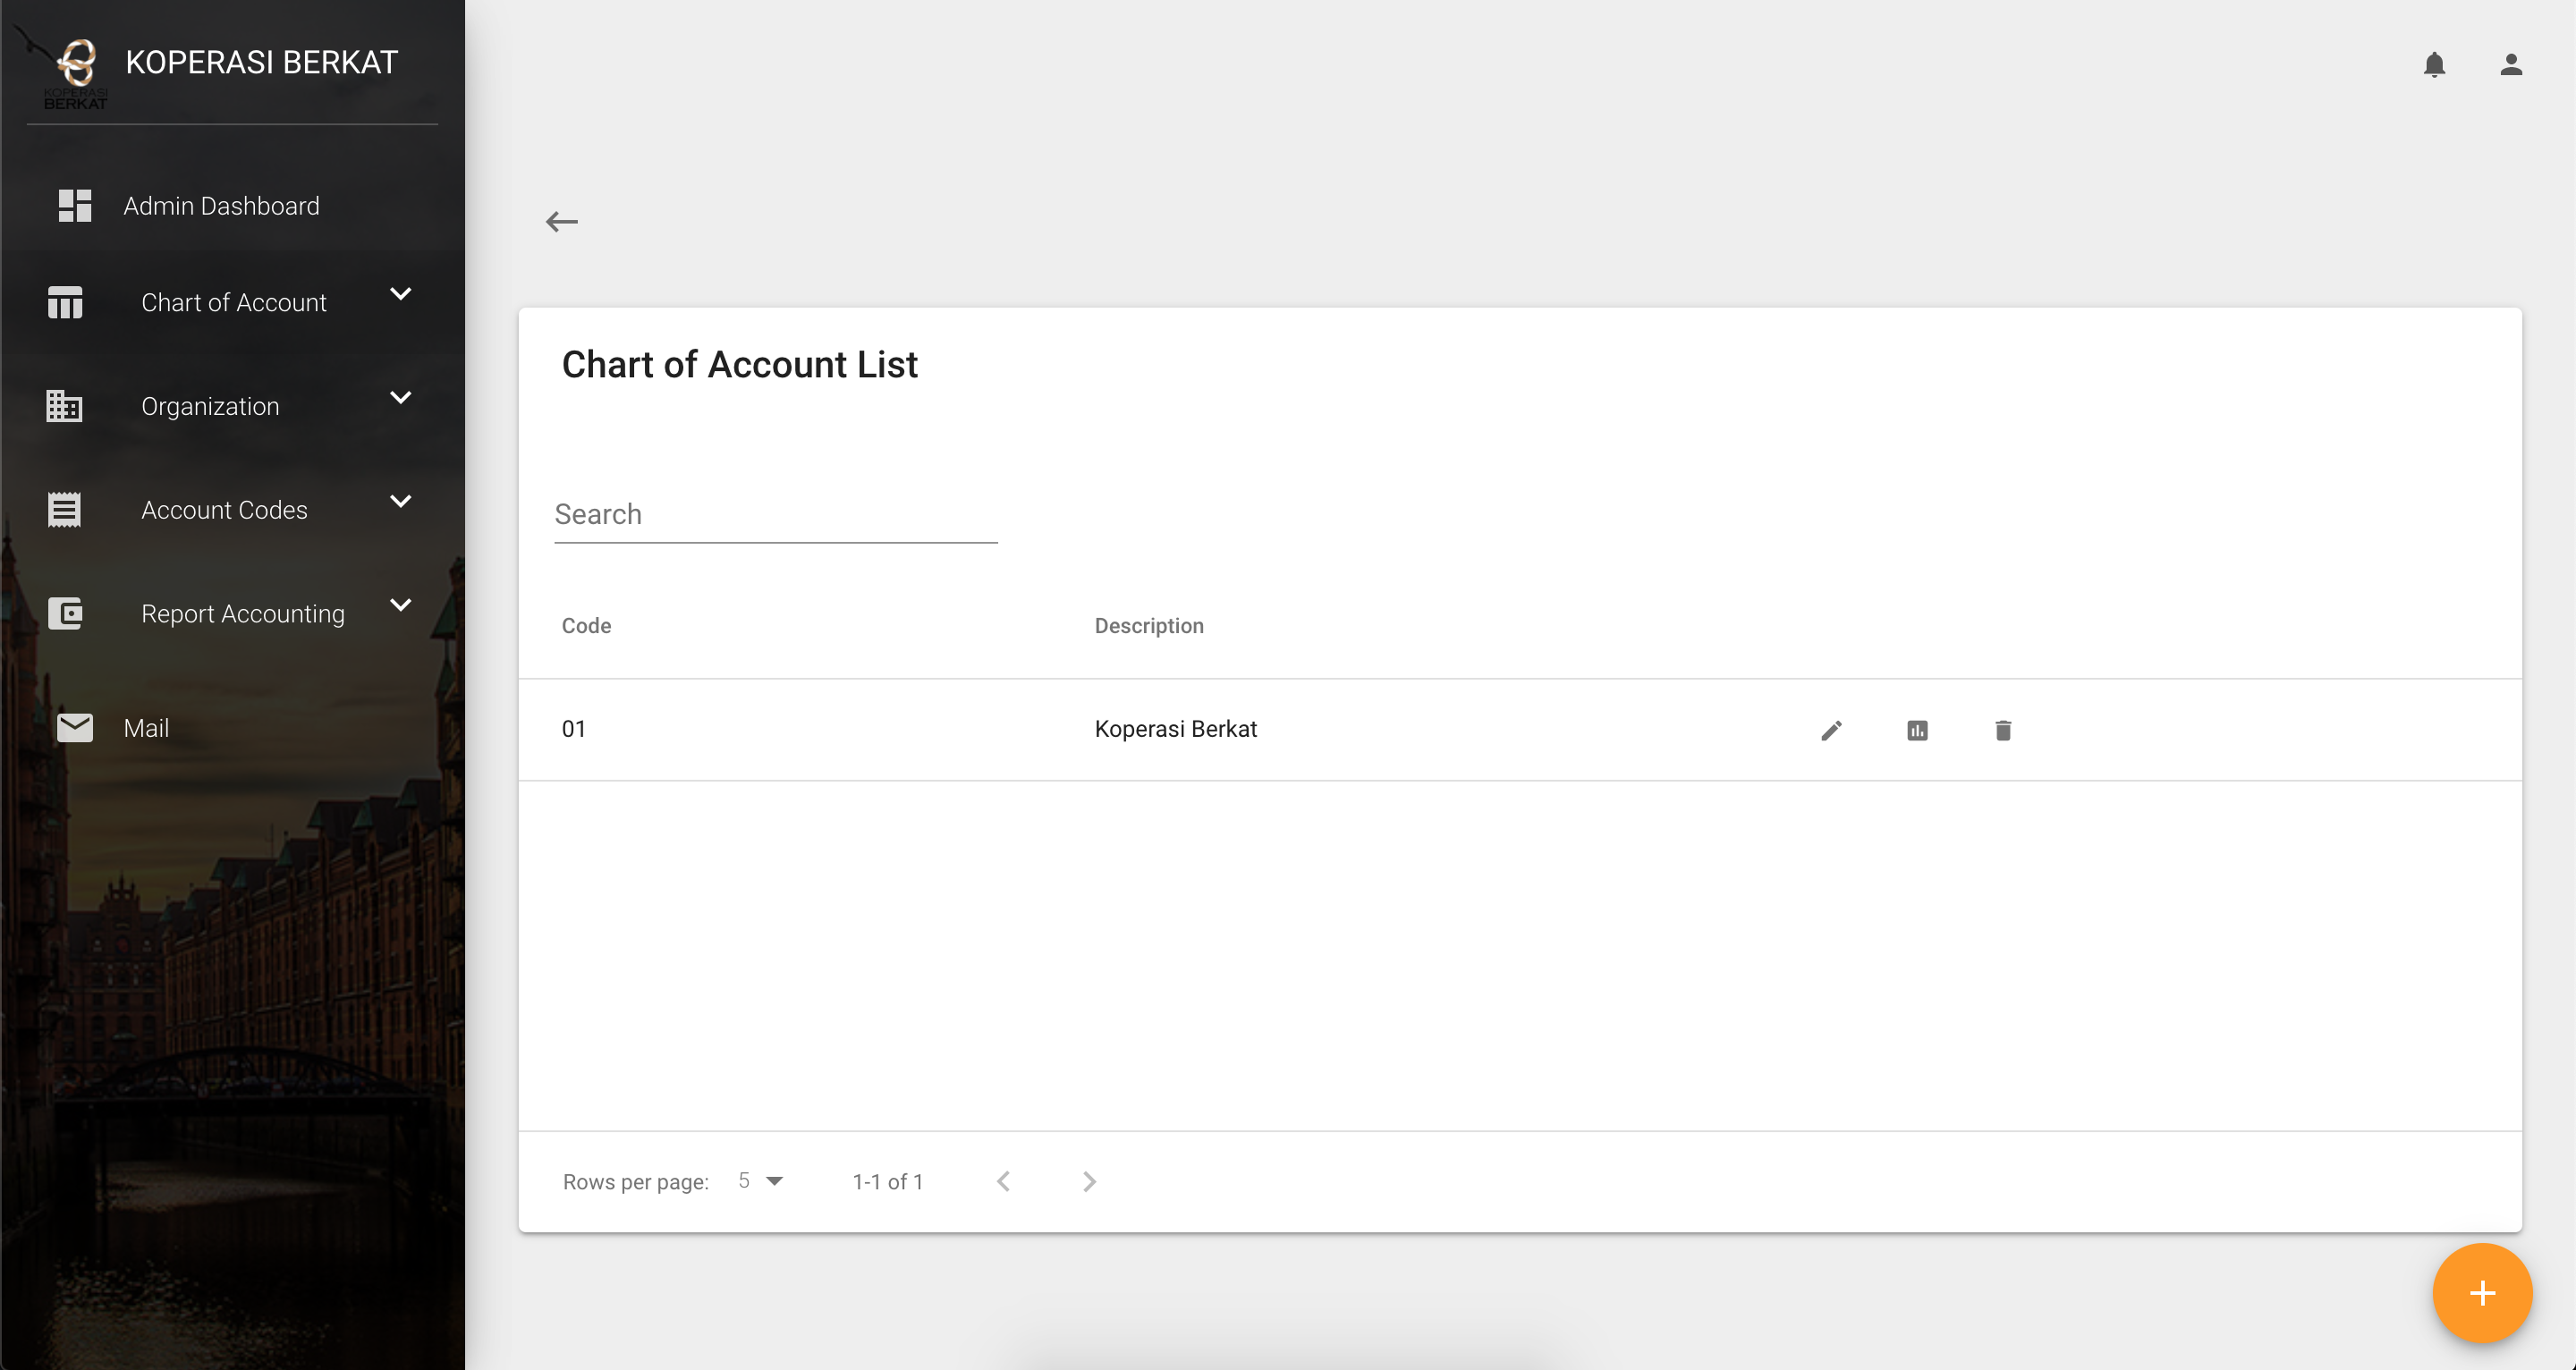 KOPERASI BERKAT
KOPERASI
BERKAT
Admin Dashboard
Chart of Account
Organization
Account Codes
Report Accounting
Mail
Chart of Account List
Search
Code Description
01 Koperasi Berkat
Rows per page: 5 1-1 of 1